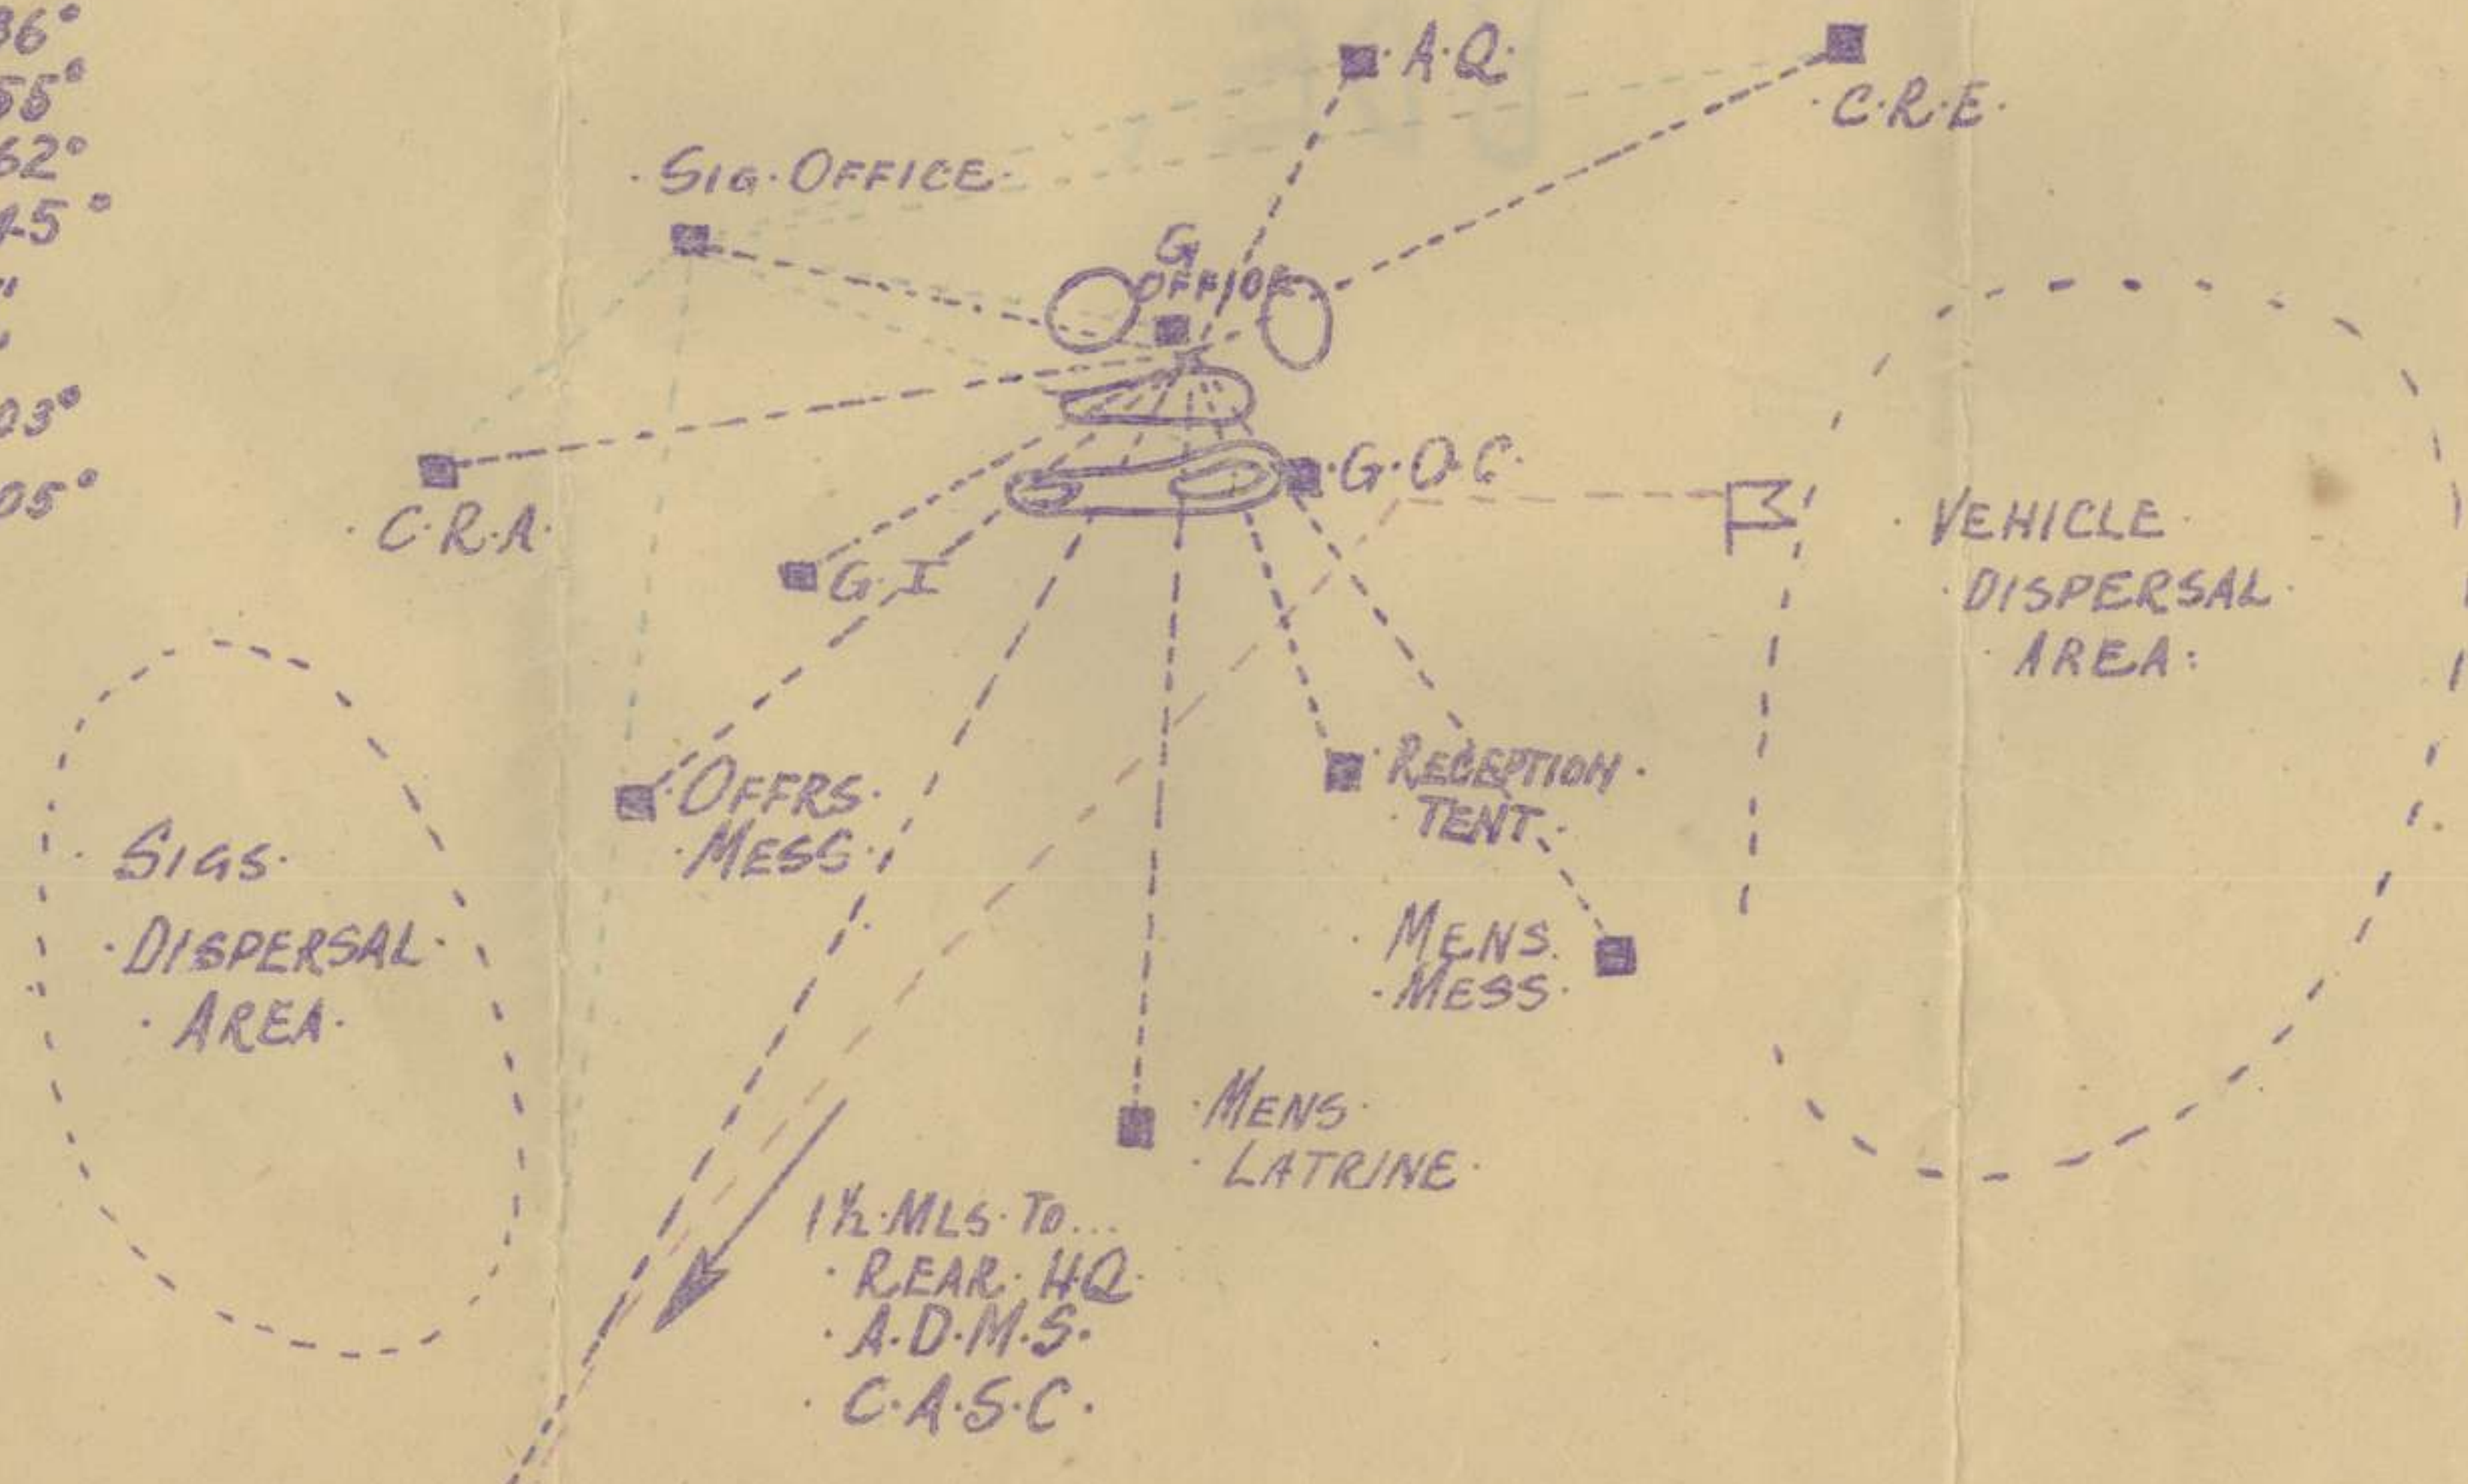 36°
55°
62°
45°
"
"
03°
05°
·A·Q·
·C·R·E·
·SIG·OFFICE·
G
OFFICE
·C·R·A·
·G·O·C·
G·I
·VEHICLE·
·DISPERSAL·
·AREA:
·OFFRS·
·MESS·
·RECEPTION·
·TENT·
·SIGS·
·DISPERSAL·
·AREA·
·MENS·
·MESS·
·MENS·
·LATRINE·
1½·MLS·TO...
·REAR·HQ·
·A·D·M·S·
·C·A·S·C·